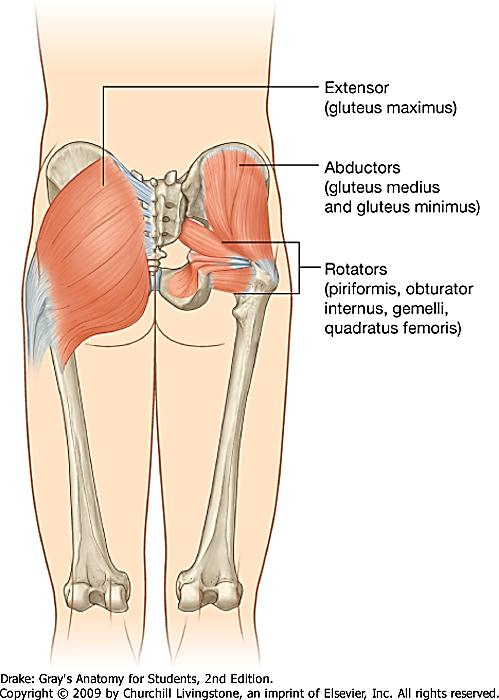 Extensor
(gluteus maximus)
Abductors
(gluteus medius
and gluteus minimus)
Rotators
(piriformis, obturator
internus, gemelli,
quadratus femoris)
Drake: Gray's Anatomy for Students, 2nd Edition.
Copyright © 2009 by Churchill Livingstone, an imprint of Elsevier, Inc. All rights reserved.